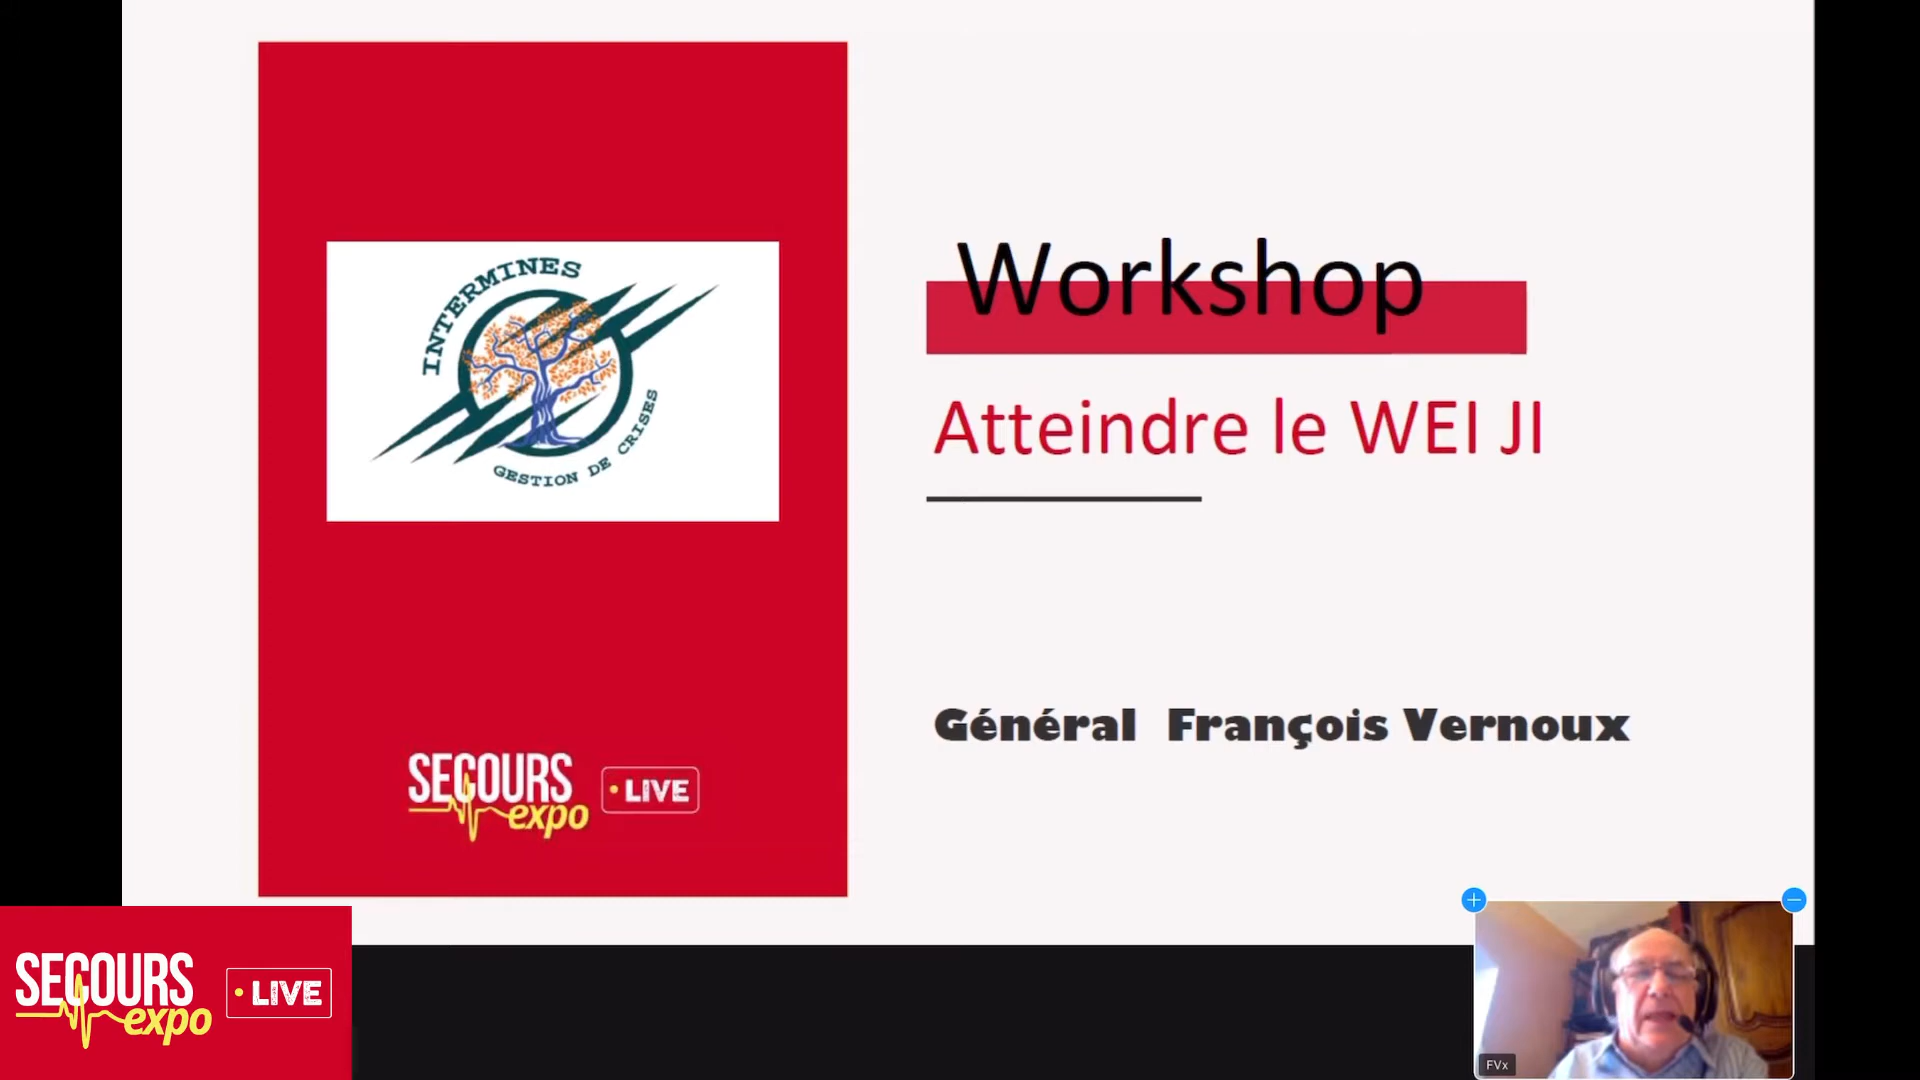 INTERMINES
GESTION DE CRISES
SECOURS
expo
LIVE
Workshop
Atteindre le WEI JI
Général François Vernoux
SECOURS
expo
LIVE
FVx